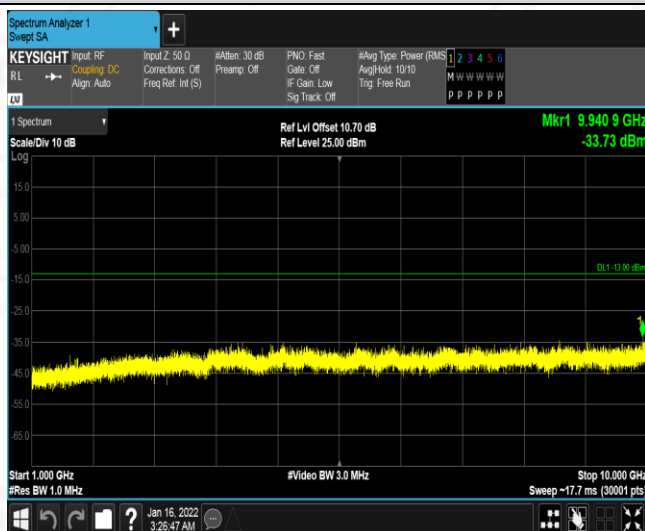 Spectrum Analyzer 1
Swept SA
+
KEYSIGHT
RL
LXI
Input: RF
Coupling: DC
Align: Auto
Input Z: 50 Ω
Corrections: Off
Freq Ref: Int (S)
#Atten: 30 dB
Preamp: Off
PNO: Fast
Gate: Off
IF Gain: Low
Sig Track: Off
#Avg Type: Power (RMS
Avg|Hold: 10/10
Trig: Free Run
1 2 3 4 5 6
M W W W W W
P P P P P P
1 Spectrum
Scale/Div 10 dB
Log
Ref Lvl Offset 10.70 dB
Ref Level 25.00 dBm
Mkr1 9.940 9 GHz
-33.73 dBm
15.0
5.00
-5.00
DL1 -13.00 dBm
-15.0
-25.0
-35.0
-45.0
-55.0
-65.0
Start 1.000 GHz
#Res BW 1.0 MHz
#Video BW 3.0 MHz
Stop 10.000 GHz
Sweep ~17.7 ms (30001 pts)
?
Jan 16, 2022
3:26:47 AM